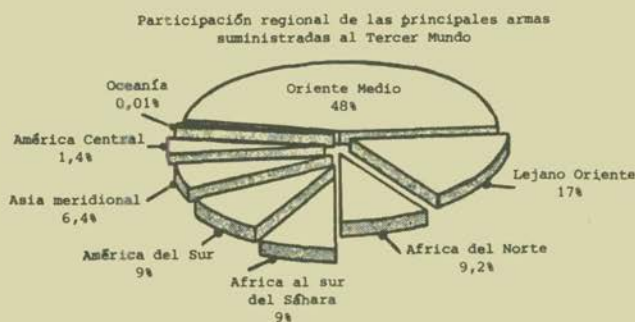 Participación regional de las principales armas
suministradas al Tercer Mundo
Oceanía
0,01%
Oriente Medio
48%
América Central
1,4%
Lejano Oriente
17%
Asia meridional
6,4%
América del Sur
9%
Africa del Norte
9,2%
Africa al sur
del Sáhara
9%